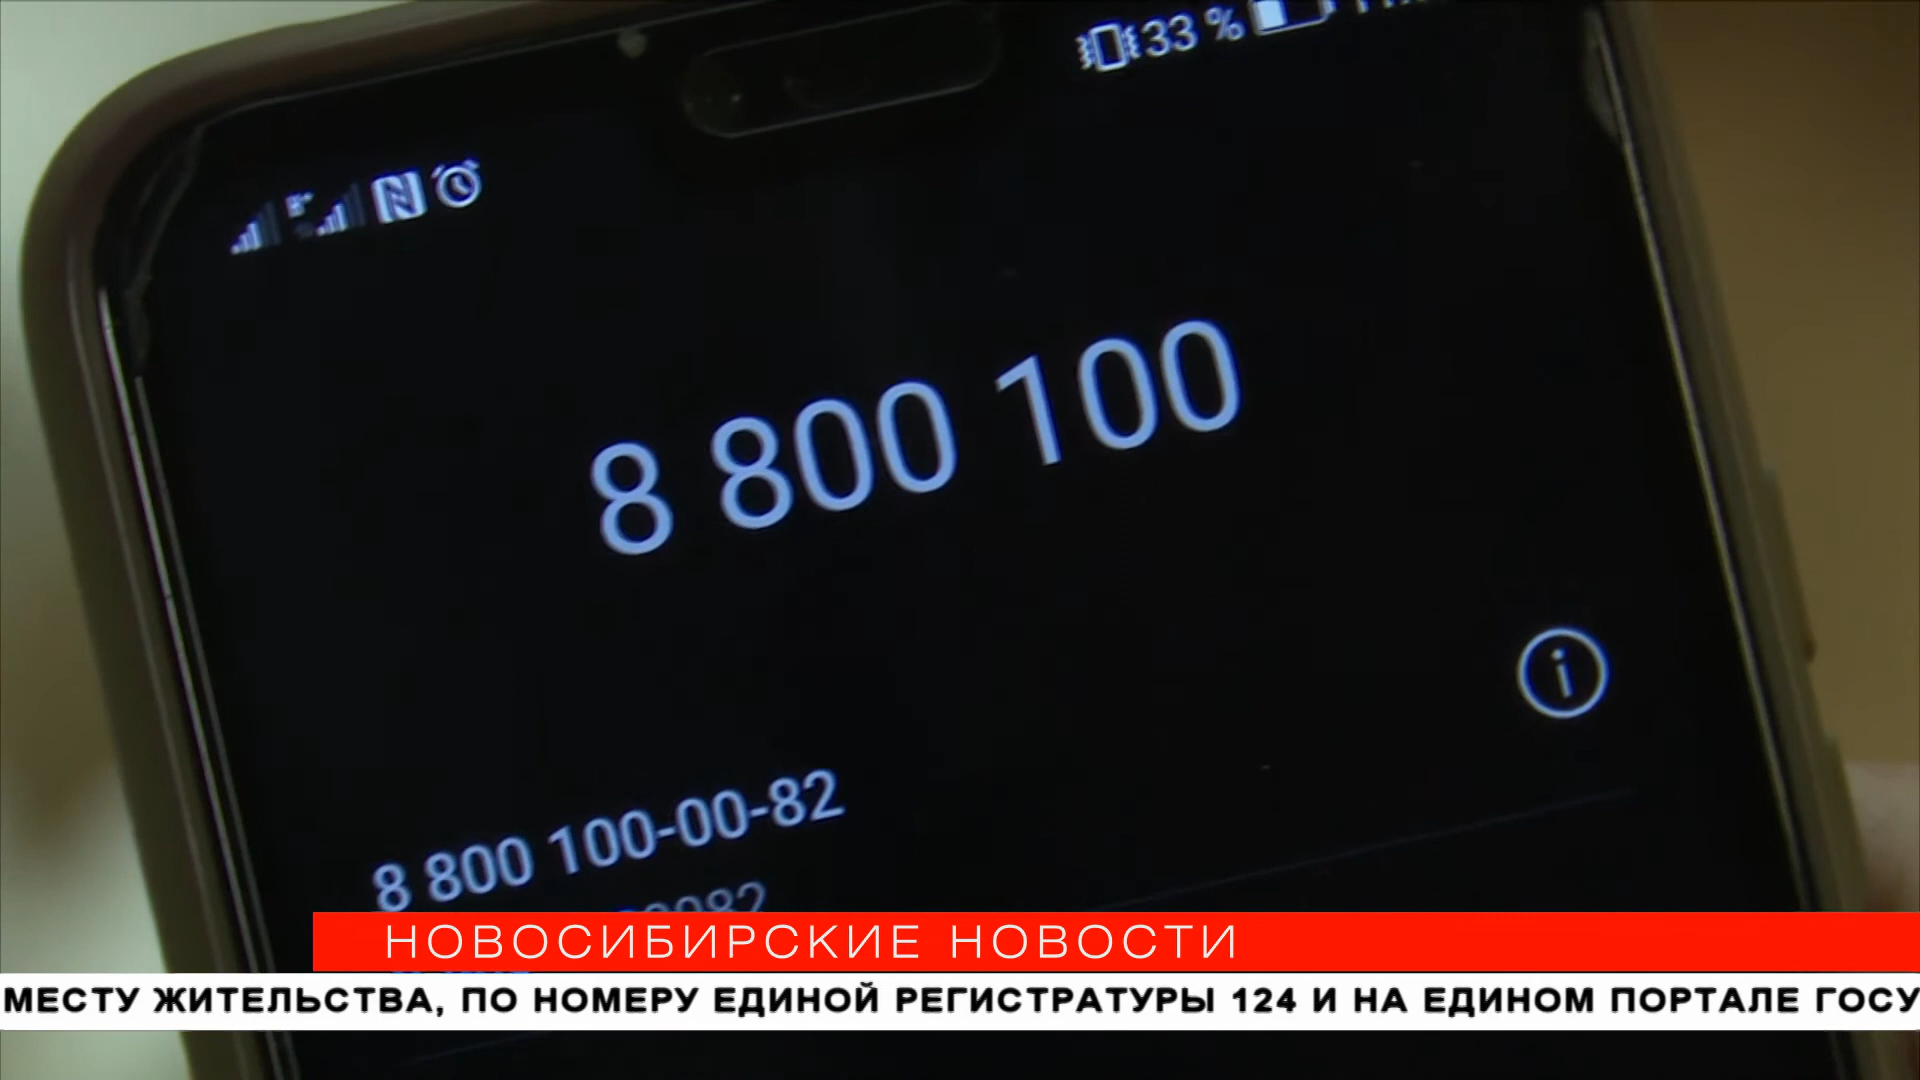 33 %
8 800 100
8 800 100-00-82
НОВОСИБИРСКИЕ НОВОСТИ
МЕСТУ ЖИТЕЛЬСТВА, ПО НОМЕРУ ЕДИНОЙ РЕГИСТРАТУРЫ 124 И НА ЕДИНОМ ПОРТАЛЕ ГОСУ